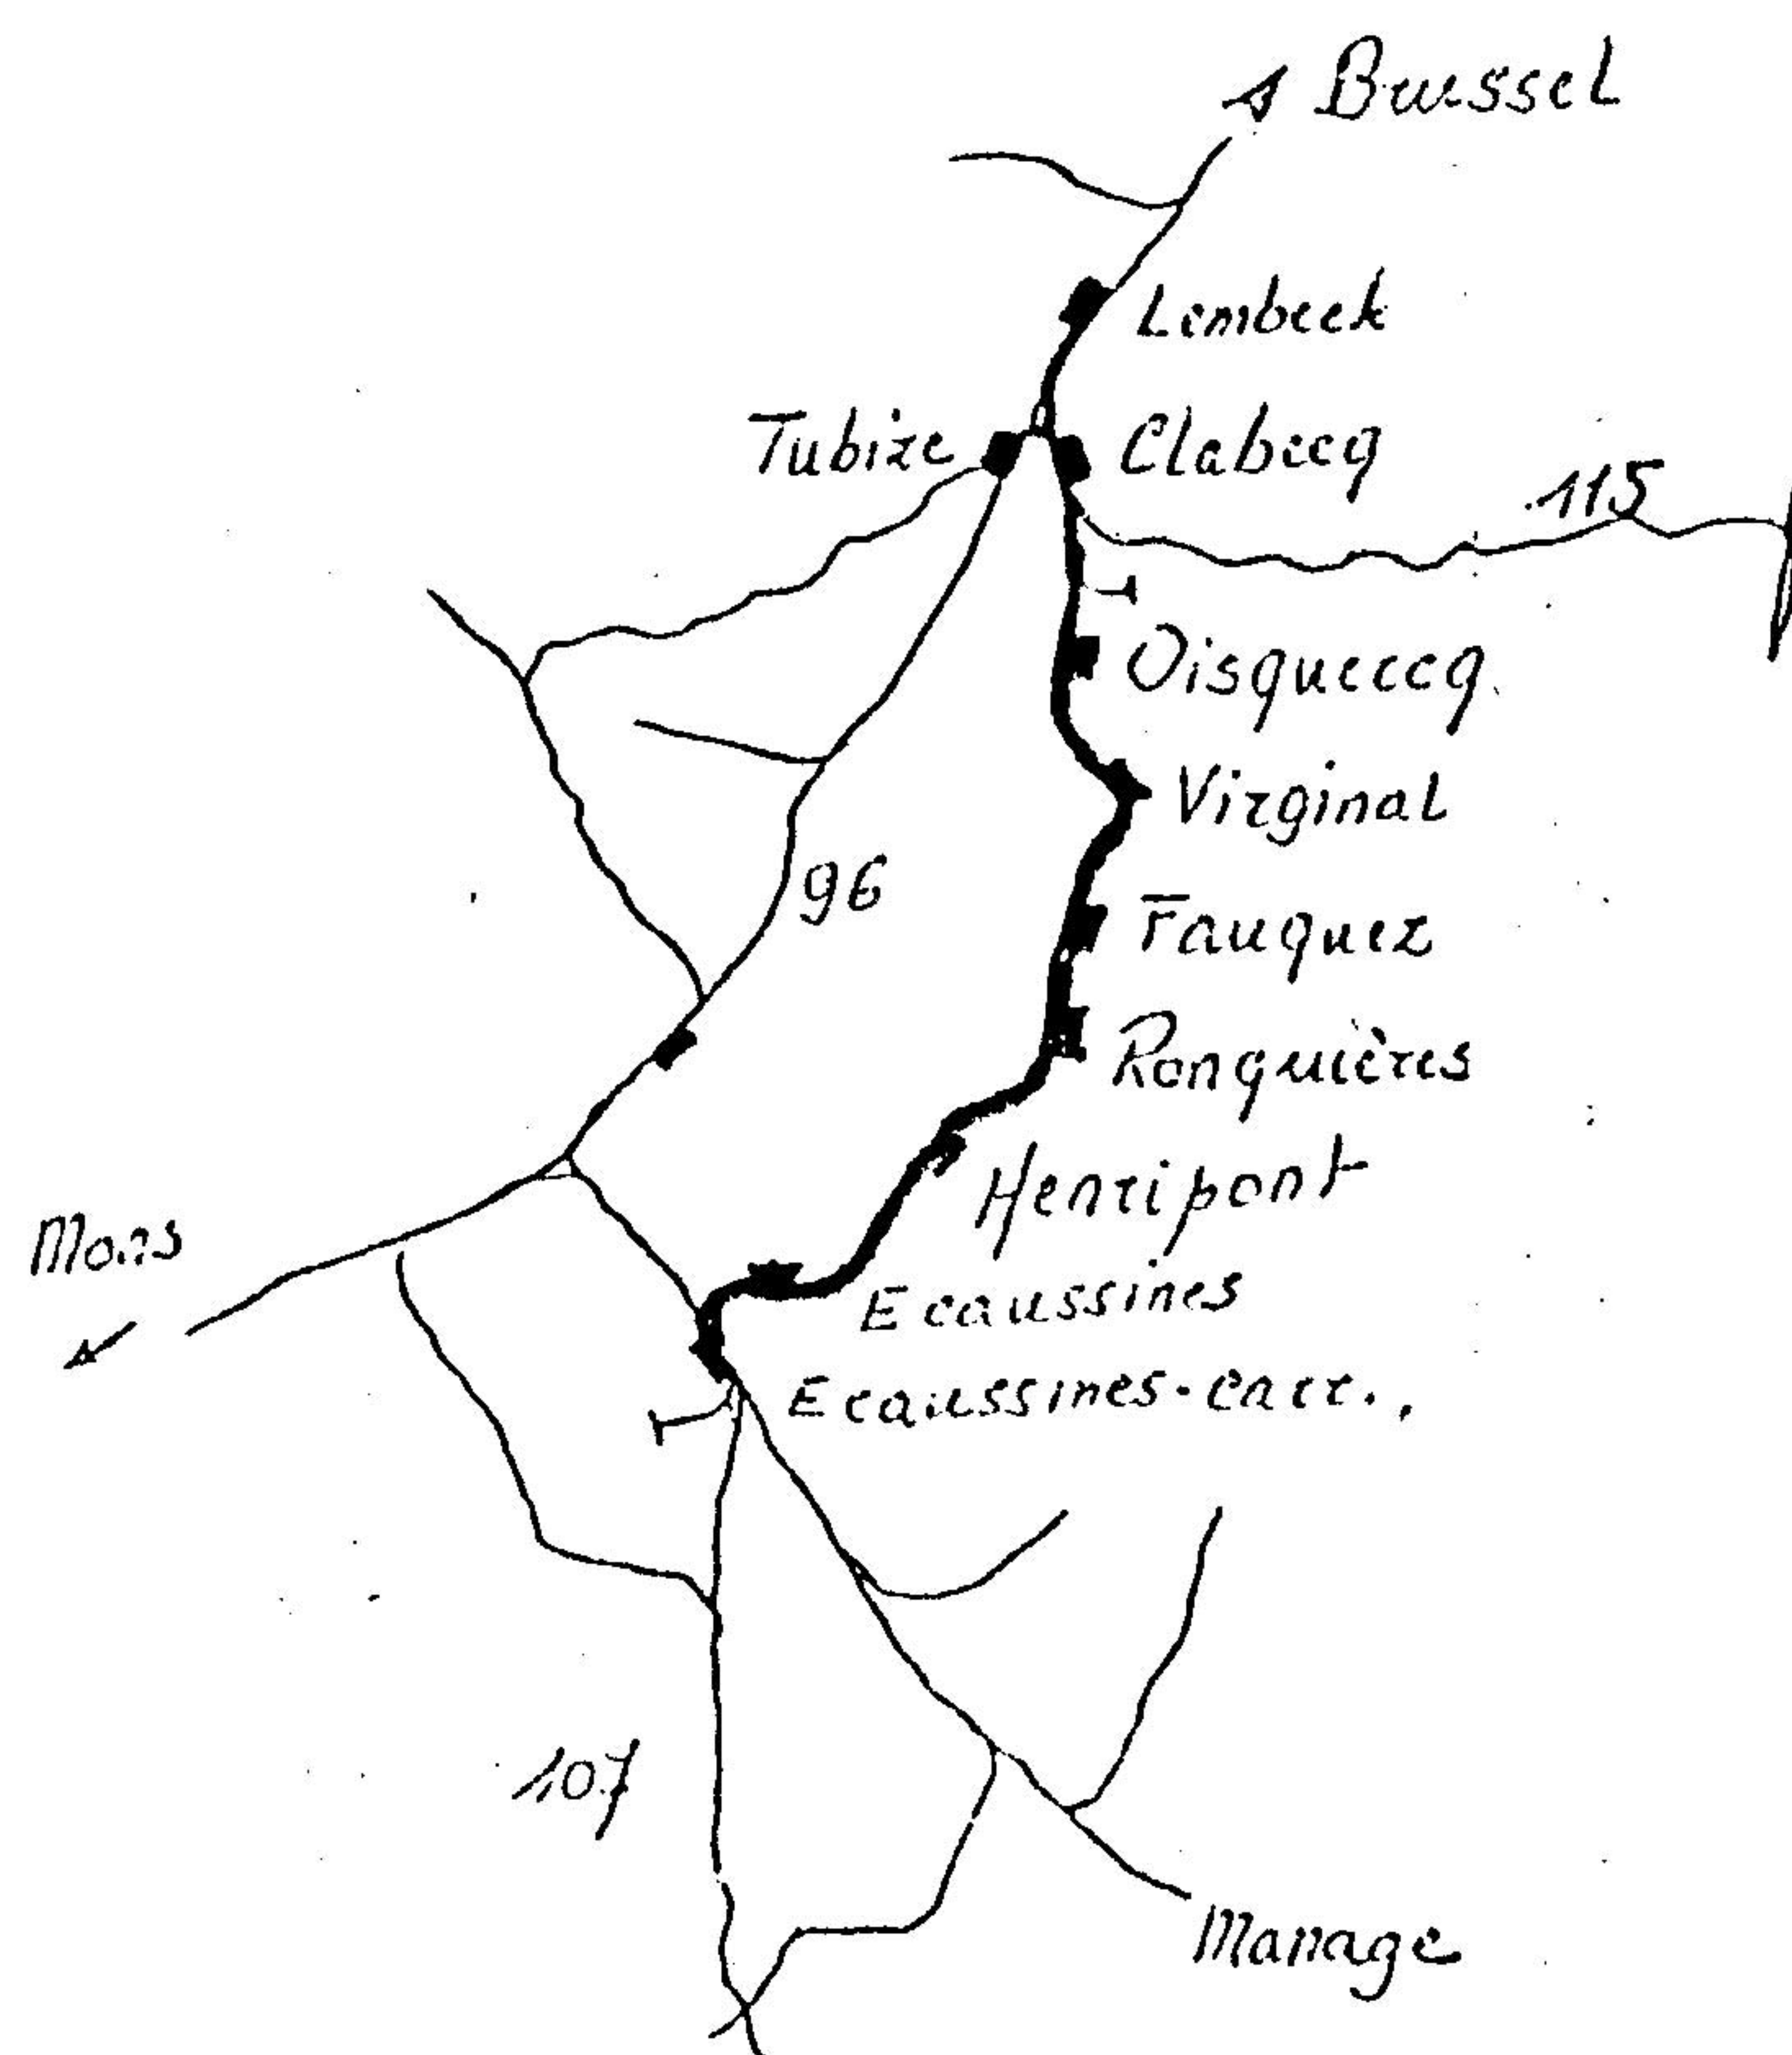 Brussel
Lembeek
Tubize
Clabecq
115
Oisquercq
Virginal
96
Fauquez
Ronquières
Henripont
Mons
Ecaussines
Ecaussines-carr.
107
Manage